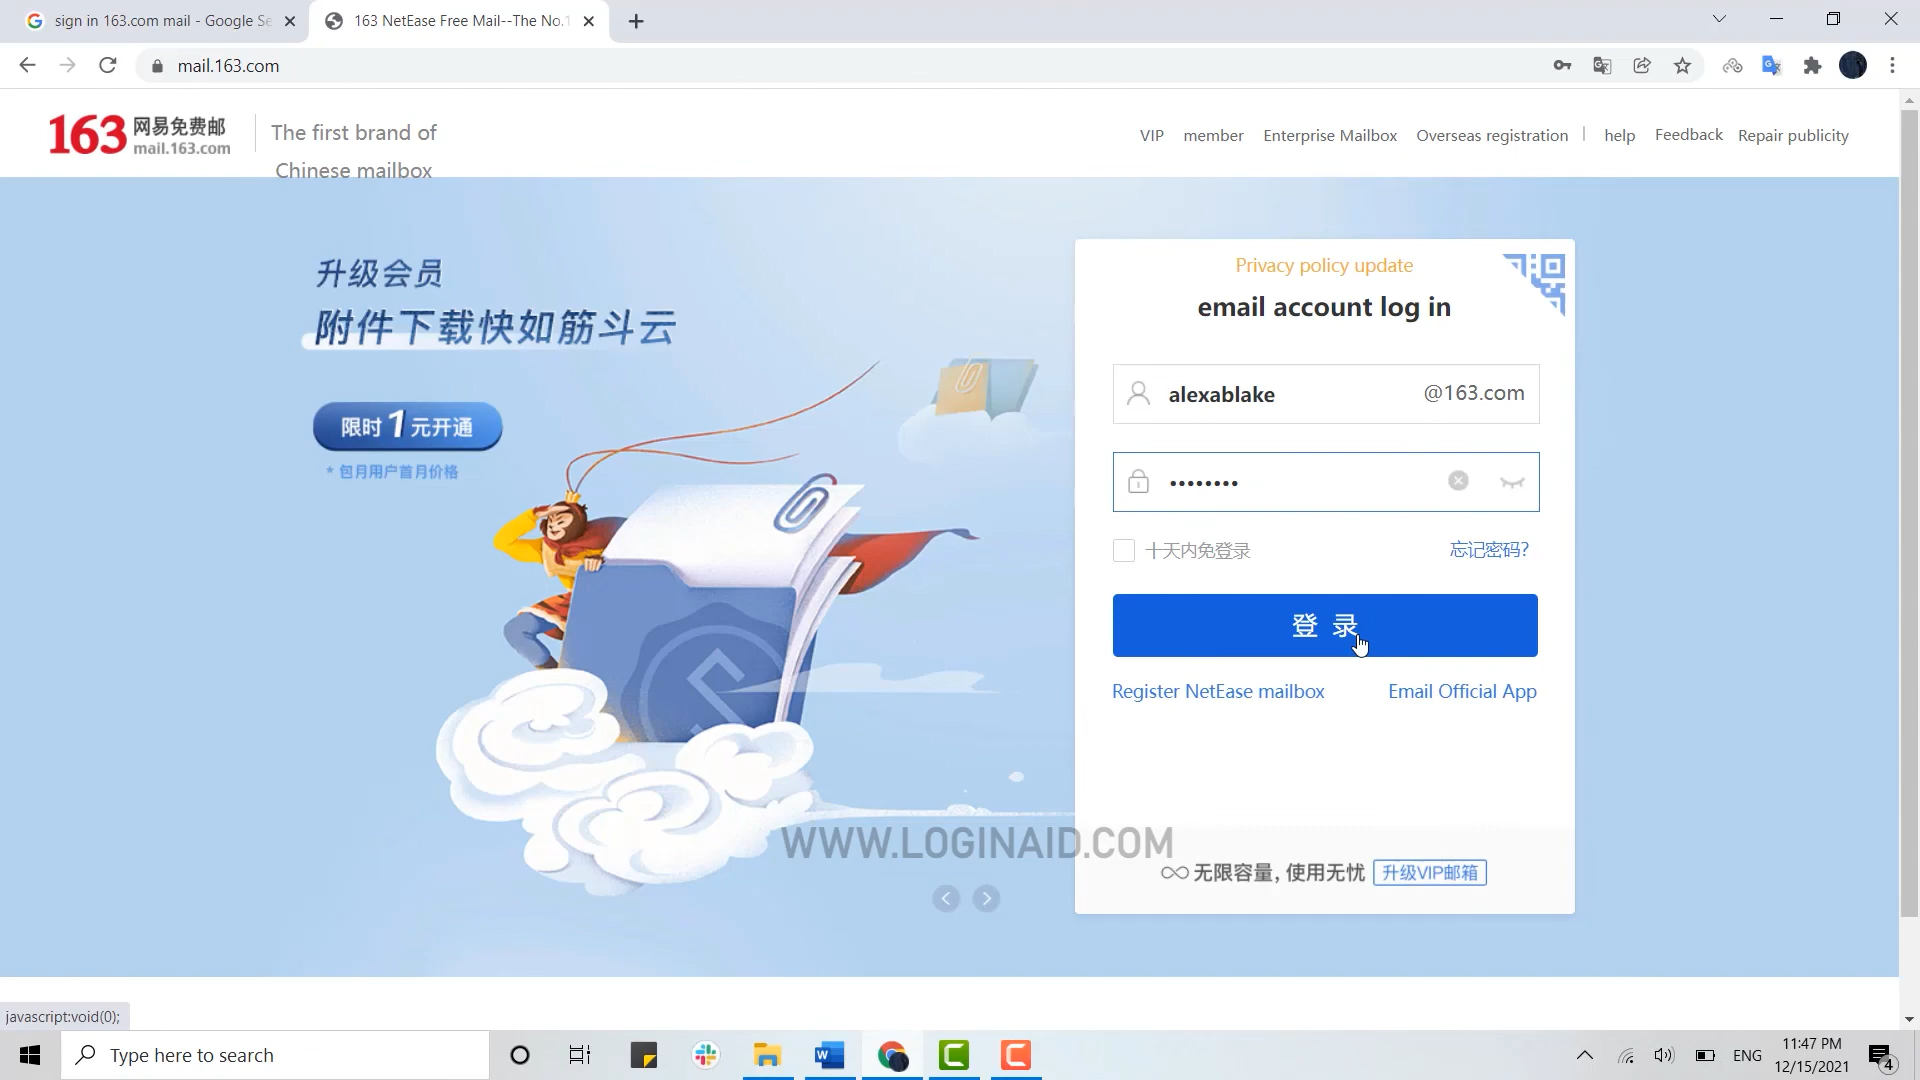 sign in 163.com mail - Google Se
163 NetEase Free Mail--The No.1
mail.163.com
163 网易免费邮
mail.163.com
The first brand of
Chinese mailbox
VIP member Enterprise Mailbox Overseas registration help Feedback Repair publicity
升级会员
附件下载快如筋斗云
限时1元开通
* 包月用户首月价格
Privacy policy update
email account log in
alexablake @163.com
十天内免登录 忘记密码?
登 录
Register NetEase mailbox Email Official App
WWW.LOGINAID.COM
无限容量, 使用无忧 升级VIP邮箱
javascript:void(0);
Type here to search
ENG
11:47 PM
12/15/2021
4